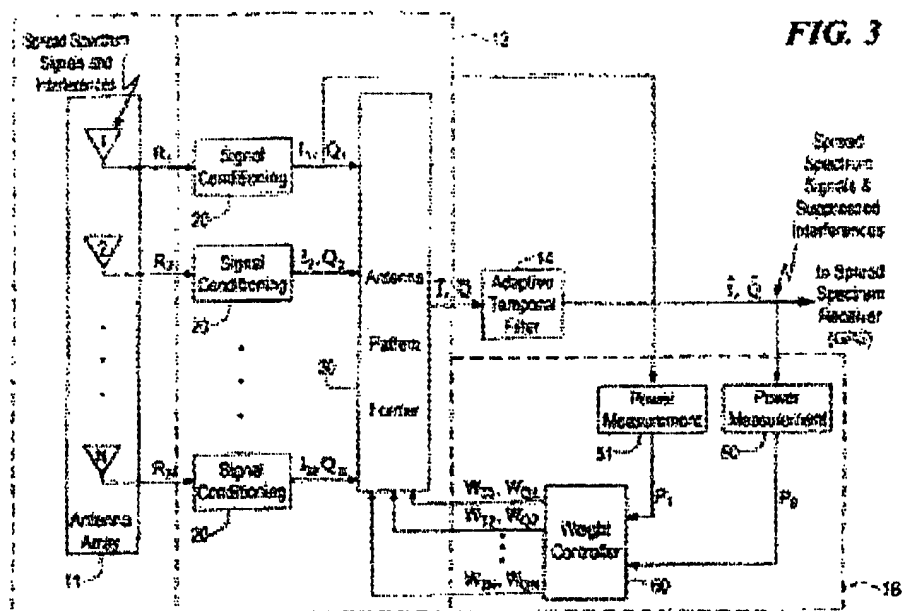 FIG. 3
12
Spread Spectrum
Signals and
Interferences
1
R₁
Signal
Conditioning
20
I₁, Q₁
2
R₂
Signal
Conditioning
20
I₂, Q₂
N
Signal
Conditioning
20
Antenna
Array
11
Antenna
Pattern
Former
30
14
Adaptive
Temporal
Filter
Spread
Spectrum
Signals &
Suppressed
Interferences
to Spread
Spectrum
Receiver
(GPS)
Power
Measurement
51
Power
Measurement
50
P₁
P₀
Weight
Controller
60
16